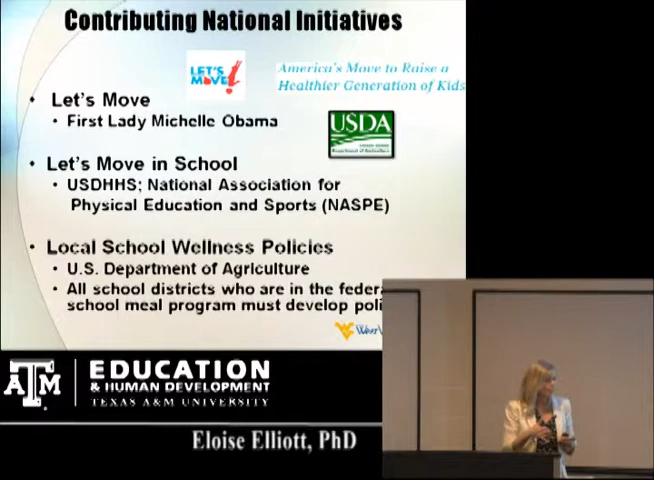 Contributing National Initiatives
LET'S
MOVE!
America's Move to Raise a
Healthier Generation of Kids
• Let's Move
• First Lady Michelle Obama
USDA
• Let's Move in School
• USDHHS; National Association for
Physical Education and Sports (NASPE)
• Local School Wellness Policies
• U.S. Department of Agriculture
• All school districts who are in the federa
school meal program must develop poli
ATM
EDUCATION
& HUMAN DEVELOPMENT
TEXAS A&M UNIVERSITY
Eloise Elliott, PhD